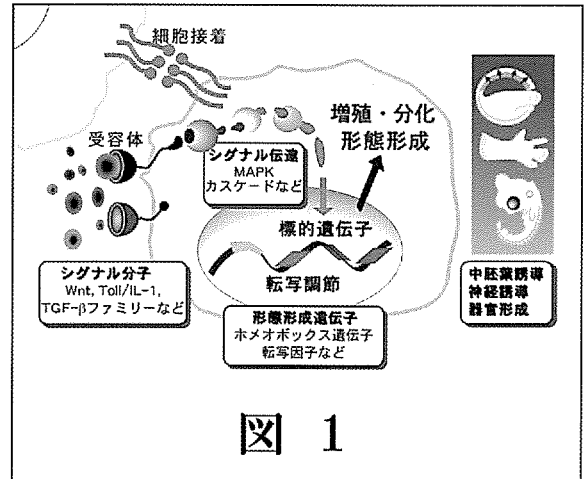 細胞接着
受容体
増殖・分化
形態形成
シグナル伝達
MAPK
カスケードなど
標的遺伝子
転写調節
シグナル分子
Wnt, Toll/IL-1,
TGF-βファミリーなど
形態形成遺伝子
ホメオボックス遺伝子
転写因子など
中胚葉誘導
神経誘導
器官形成
図 1